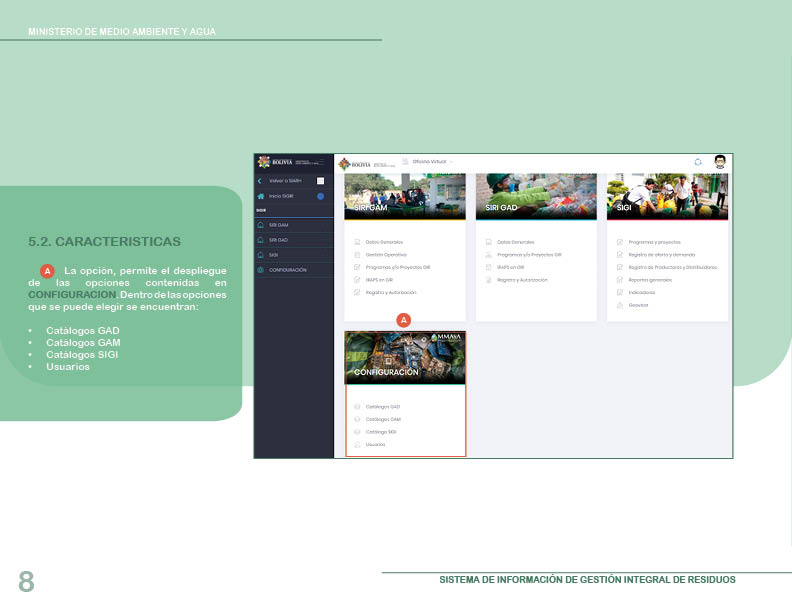 MINISTERIO DE MEDIO AMBIENTE Y AGUA
5.2. CARACTERISTICAS
A La opción, permite el despliegue
de las opciones contenidas en
CONFIGURACION. Dentro de las opciones
que se puede elegir se encuentran:
• Catálogos GAD
• Catálogos GAM
• Catálogos SIGI
• Usuarios
BOLIVIA
Volver a SIARH
Inicio SIGIR
SIGIR
SIRI GAM
SIRI GAD
SIGI
CONFIGURACIÓN
BOLIVIA
Oficina Virtual
SIRI GAM
Datos Generales
Gestión Operativa
Programas y/o Proyectos GIR
IRAPS en GIR
Registro y Autorización
SIRI GAD
Datos Generales
Programas y/o Proyectos GIR
IRAPS en GIR
Registro y Autorización
SIGI
Programas y proyectos
Registro de oferta y demanda
Registro de Productores y Distribuidores
Reportes generales
Indicadores
Geovisor
A
MMAyA
CONFIGURACIÓN
Catálogos GAD
Catálogos GAM
Catálogo SIGI
Usuarios
8
SISTEMA DE INFORMACIÓN DE GESTIÓN INTEGRAL DE RESIDUOS